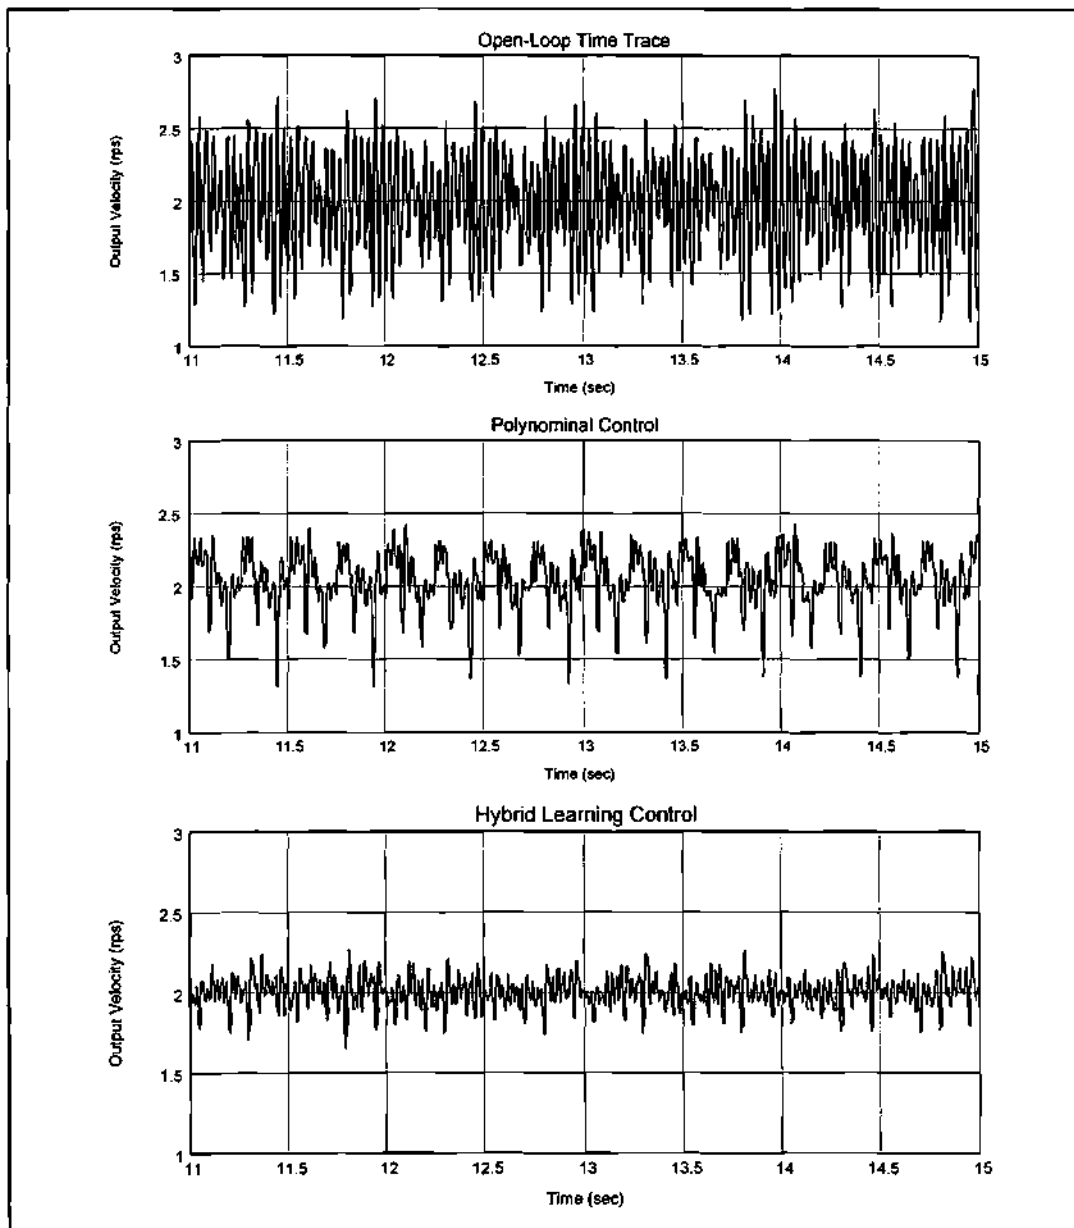 Open-Loop Time Trace
Output Velocity (rps)
3
2.5
2
1.5
1
11 11.5 12 12.5 13 13.5 14 14.5 15
Time (sec)
Polynominal Control
Output Velocity (rps)
3
2.5
2
1.5
1
11 11.5 12 12.5 13 13.5 14 14.5 15
Time (sec)
Hybrid Learning Control
Output Velocity (rps)
3
2.5
2
1.5
1
11 11.5 12 12.5 13 13.5 14 14.5 15
Time (sec)